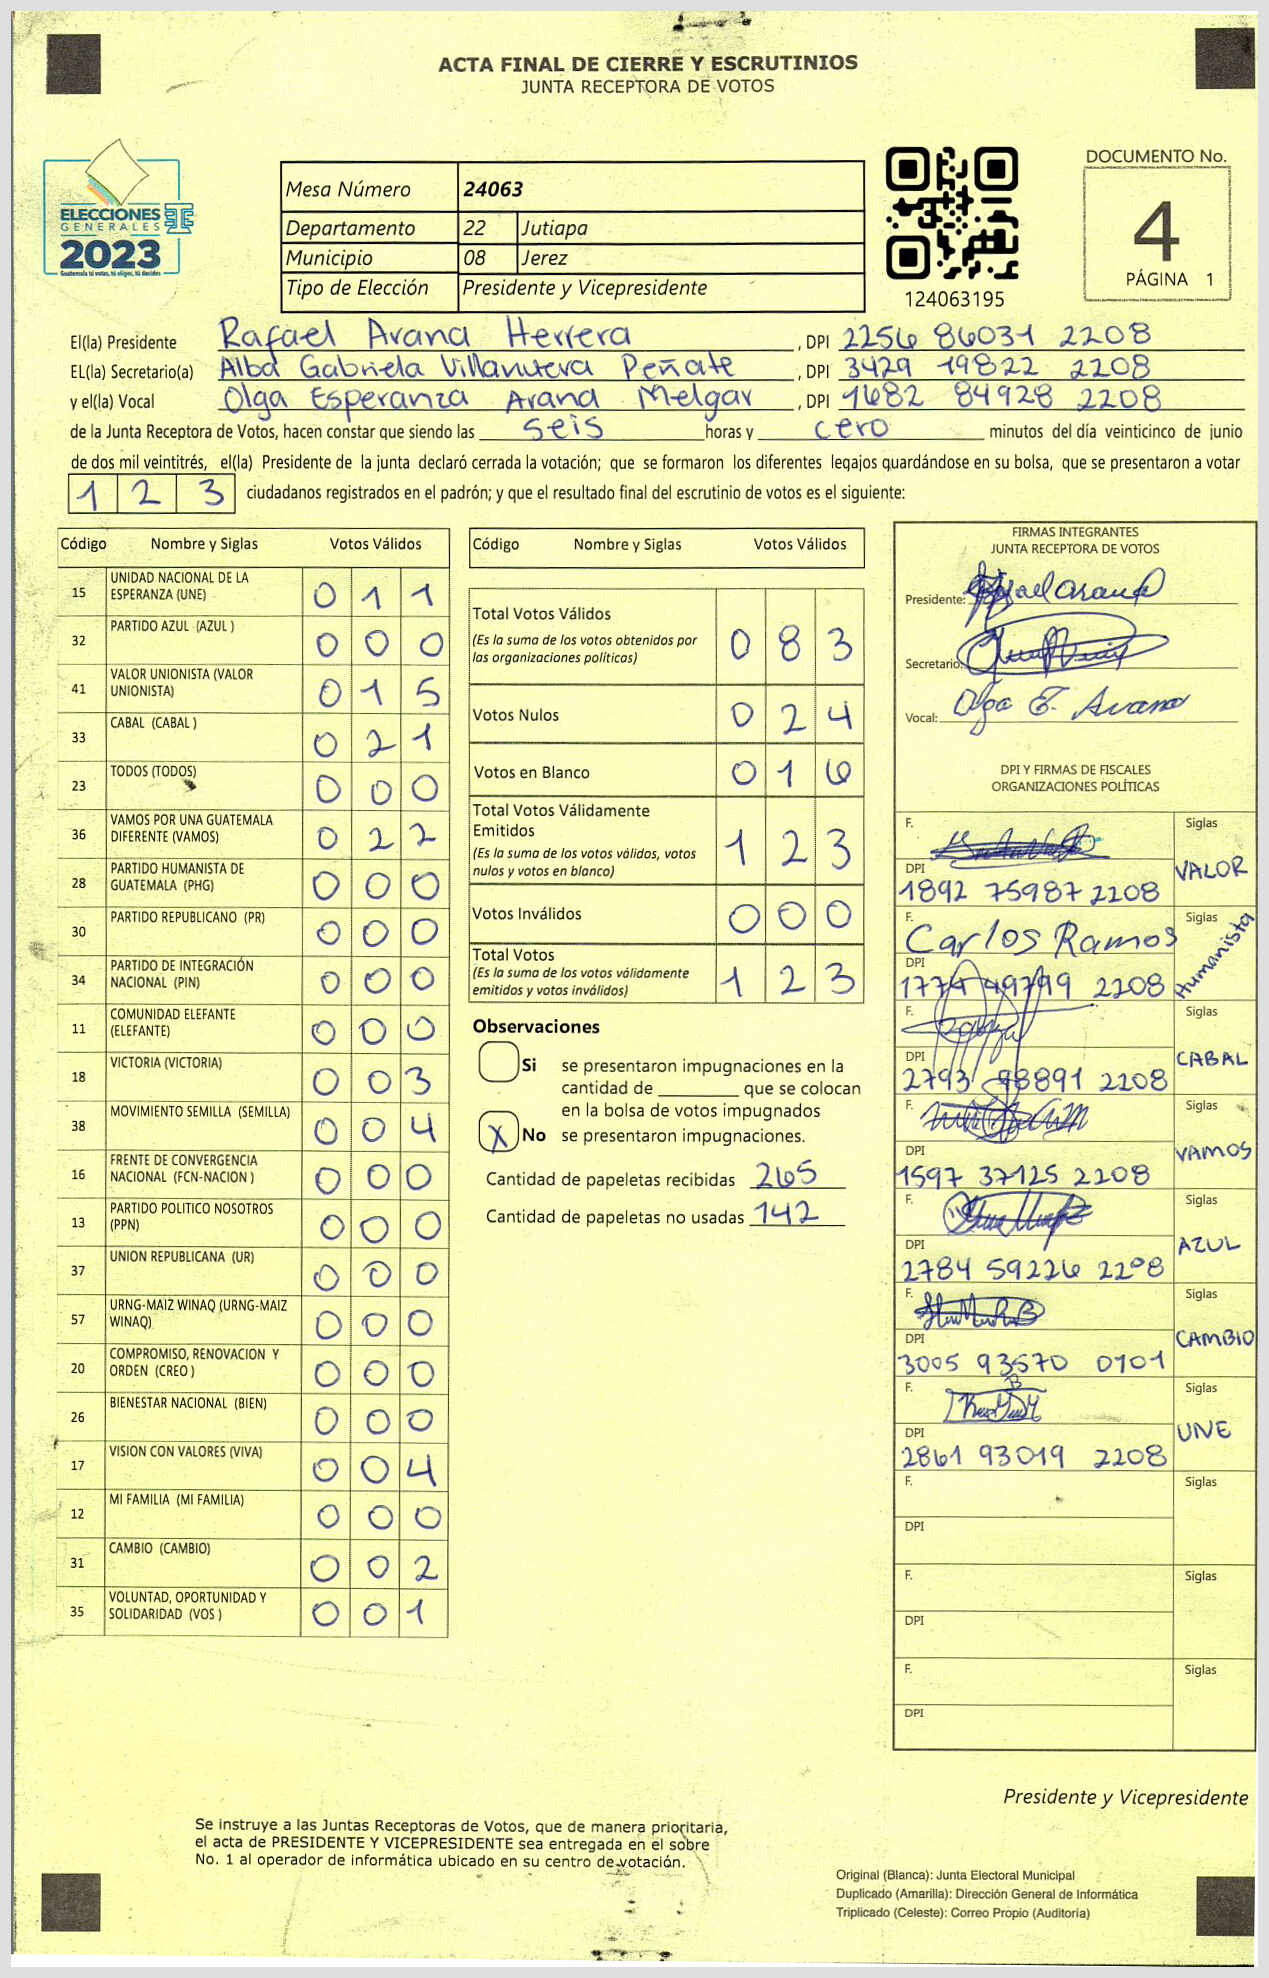 ACTA FINAL DE CIERRE Y ESCRUTINIOS
JUNTA RECEPTORA DE VOTOS
ELECCIONES
GENERALES
2023
Guatemala tú votas, tú eliges, tú decides
Mesa Número 24063
Departamento 22 Jutiapa
Municipio 08 Jerez
Tipo de Elección Presidente y Vicepresidente
124063195
DOCUMENTO No.
4
PÁGINA 1
El(la) Presidente Rafael Arana Herrera, DPI 2256 86031 2208
EL(la) Secretario(a) Alba Gabriela Villanueva Peñate, DPI 3429 19822 2208
y el(la) Vocal Olga Esperanza Arana Melgar, DPI 1682 84928 2208
de la Junta Receptora de Votos, hacen constar que siendo las seis horas y cero minutos del día veinticinco de junio
de dos mil veintitrés, el(la) Presidente de la junta declaró cerrada la votación; que se formaron los diferentes legajos guardándose en su bolsa, que se presentaron a votar
1 2 3 ciudadanos registrados en el padrón; y que el resultado final del escrutinio de votos es el siguiente:
Código Nombre y Siglas Votos Válidos
15 UNIDAD NACIONAL DE LA ESPERANZA (UNE) 0 1 1
32 PARTIDO AZUL (AZUL ) 0 0 0
41 VALOR UNIONISTA (VALOR UNIONISTA) 0 1 5
33 CABAL (CABAL ) 0 2 1
23 TODOS (TODOS) 0 0 0
36 VAMOS POR UNA GUATEMALA DIFERENTE (VAMOS) 0 2 2
28 PARTIDO HUMANISTA DE GUATEMALA (PHG) 0 0 0
30 PARTIDO REPUBLICANO (PR) 0 0 0
34 PARTIDO DE INTEGRACIÓN NACIONAL (PIN) 0 0 0
11 COMUNIDAD ELEFANTE (ELEFANTE) 0 0 0
18 VICTORIA (VICTORIA) 0 0 3
38 MOVIMIENTO SEMILLA (SEMILLA) 0 0 4
16 FRENTE DE CONVERGENCIA NACIONAL (FCN-NACION ) 0 0 0
13 PARTIDO POLITICO NOSOTROS (PPN) 0 0 0
37 UNION REPUBLICANA (UR) 0 0 0
57 URNG-MAIZ WINAQ (URNG-MAIZ WINAQ) 0 0 0
20 COMPROMISO, RENOVACION Y ORDEN (CREO ) 0 0 0
26 BIENESTAR NACIONAL (BIEN) 0 0 0
17 VISION CON VALORES (VIVA) 0 0 4
12 MI FAMILIA (MI FAMILIA) 0 0 0
31 CAMBIO (CAMBIO) 0 0 2
35 VOLUNTAD, OPORTUNIDAD Y SOLIDARIDAD (VOS ) 0 0 1
Código Nombre y Siglas Votos Válidos
Total Votos Válidos 0 8 3
(Es la suma de los votos obtenidos por
las organizaciones políticas)
Votos Nulos 0 2 4
Votos en Blanco 0 1 6
Total Votos Válidamente
Emitidos 1 2 3
(Es la suma de los votos válidos, votos
nulos y votos en blanco)
Votos Inválidos 0 0 0
Total Votos 1 2 3
(Es la suma de los votos válidamente
emitidos y votos inválidos)
Observaciones
Si se presentaron impugnaciones en la
cantidad de ________ que se colocan
en la bolsa de votos impugnados
X No se presentaron impugnaciones.
Cantidad de papeletas recibidas 265
Cantidad de papeletas no usadas 142
FIRMAS INTEGRANTES
JUNTA RECEPTORA DE VOTOS
Presidente: Rafael Arana
Secretario:
Vocal: Olga E. Arana
DPI Y FIRMAS DE FISCALES
ORGANIZACIONES POLÍTICAS
F. Siglas
DPI VALOR
1892 75987 2208
F. Carlos Ramos Siglas
DPI Humanista
1774 49799 2208
F. Siglas
DPI CABAL
2793 98891 2208
F. Siglas
DPI VAMOS
1597 37125 2208
F. Siglas
DPI AZUL
2784 59226 2208
F. Siglas
DPI CAMBIO
3005 93570 0101
F. Siglas
DPI UNE
2861 93019 2208
F. Siglas
DPI
F. Siglas
DPI
F. Siglas
DPI
Presidente y Vicepresidente
Se instruye a las Juntas Receptoras de Votos, que de manera prioritaria,
el acta de PRESIDENTE Y VICEPRESIDENTE sea entregada en el sobre
No. 1 al operador de informática ubicado en su centro de votación.
Original (Blanca): Junta Electoral Municipal
Duplicado (Amarilla): Dirección General de Informática
Triplicado (Celeste): Correo Propio (Auditoría)